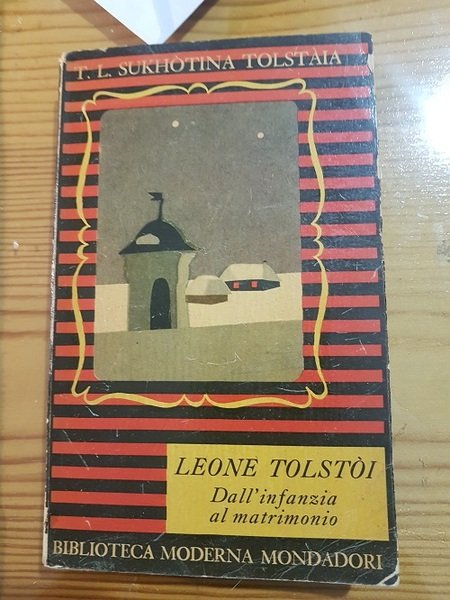 T. L. SUKHÒTINA TOLSTÀIA
LEONE TOLSTÒI
Dall'infanzia
al matrimonio
BIBLIOTECA MODERNA MONDADORI